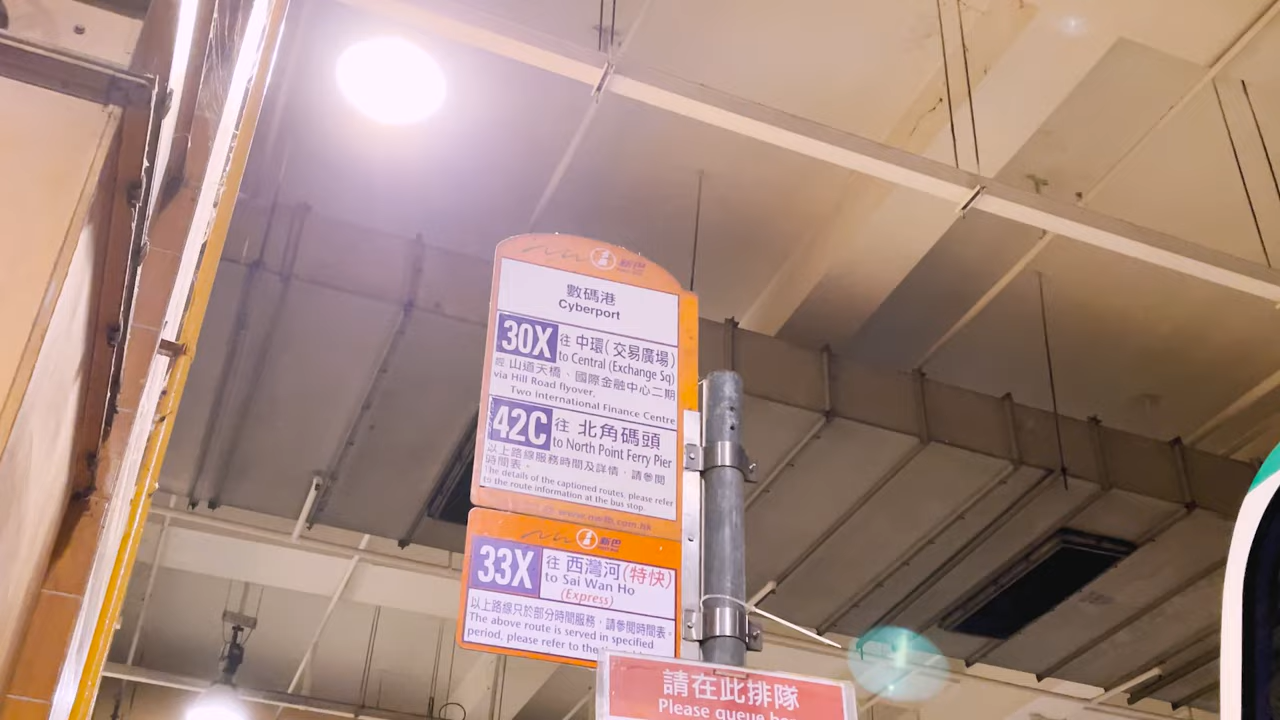 新巴
數碼港
Cyberport
30X 往 中環(交易廣場)
to Central (Exchange Sq)
經 山道天橋、國際金融中心二期
via Hill Road flyover,
Two International Finance Centre
42C 往 北角碼頭
to North Point Ferry Pier
以上路線服務時間及詳情，請參閱
時間表。
The details of the captioned routes, please refer
to the route information at the bus stop.
www.nwfb.com.hk
新巴
33X 往 西灣河(特快)
to Sai Wan Ho
(Express)
以上路線只於部分時間服務，請參閱時間表。
The above route is served in specified
period, please refer to the
請在此排隊
Please queue